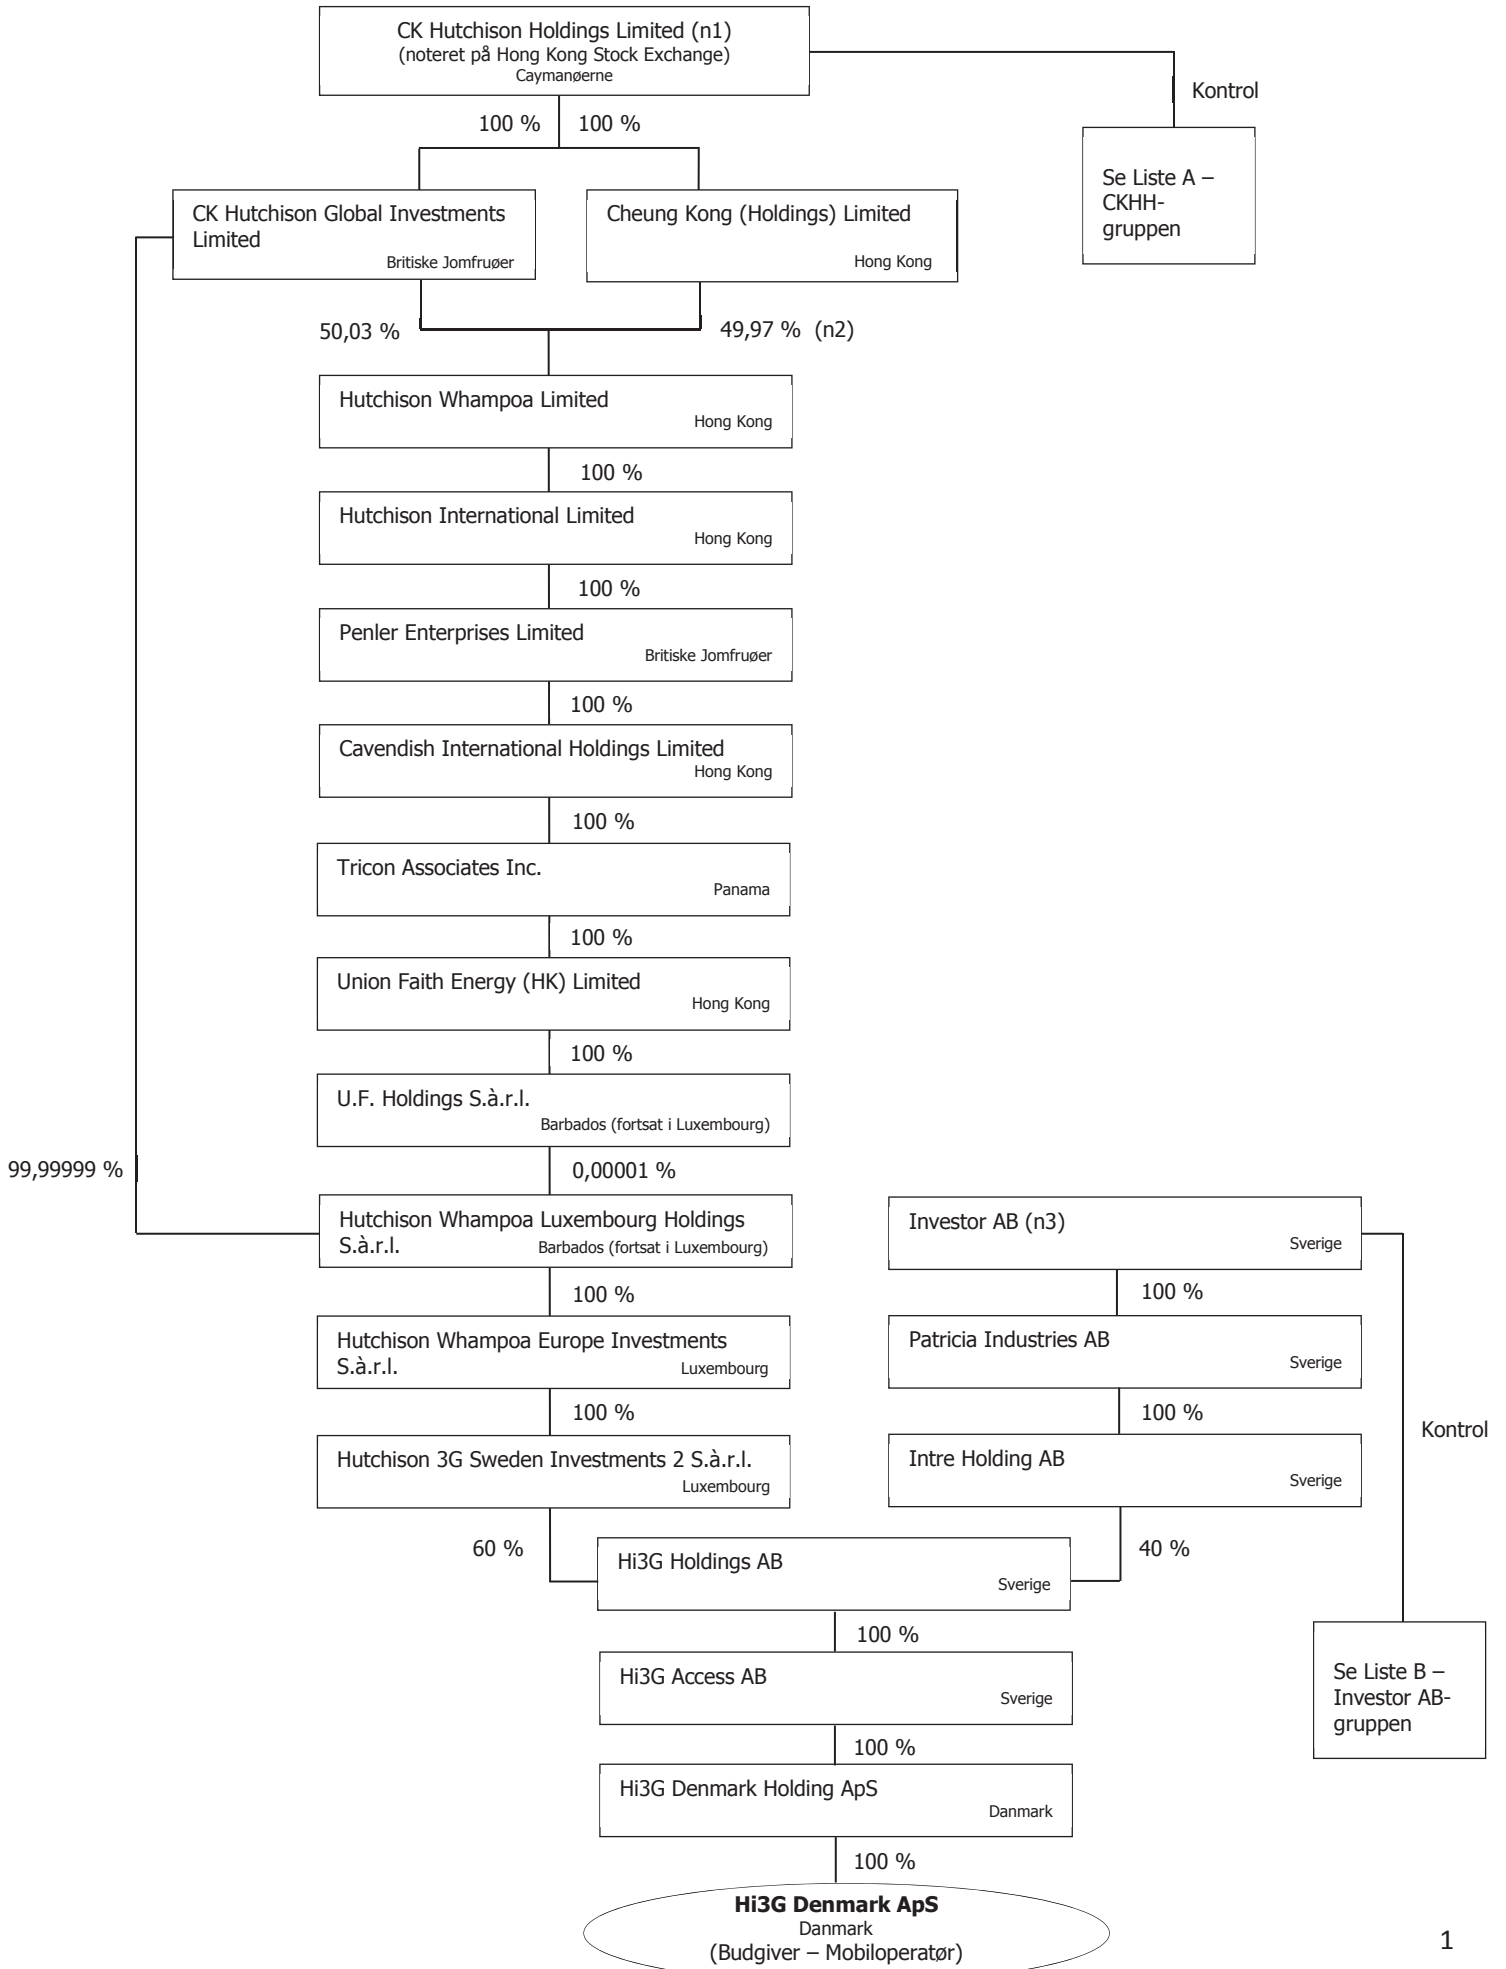 CK Hutchison Holdings Limited (n1)
(noteret på Hong Kong Stock Exchange)
Caymanøerne
Kontrol
100 %
100 %
Se Liste A –
CKHH-
gruppen
CK Hutchison Global Investments
Limited
Britiske Jomfruøer
Cheung Kong (Holdings) Limited
Hong Kong
50,03 %
49,97 % (n2)
Hutchison Whampoa Limited
Hong Kong
100 %
Hutchison International Limited
Hong Kong
100 %
Penler Enterprises Limited
Britiske Jomfruøer
100 %
Cavendish International Holdings Limited
Hong Kong
100 %
Tricon Associates Inc.
Panama
100 %
Union Faith Energy (HK) Limited
Hong Kong
100 %
U.F. Holdings S.à.r.l.
Barbados (fortsat i Luxembourg)
99,99999 %
0,00001 %
Hutchison Whampoa Luxembourg Holdings
S.à.r.l.
Barbados (fortsat i Luxembourg)
Investor AB (n3)
Sverige
100 %
100 %
Hutchison Whampoa Europe Investments
S.à.r.l.
Luxembourg
Patricia Industries AB
Sverige
100 %
100 %
Kontrol
Hutchison 3G Sweden Investments 2 S.à.r.l.
Luxembourg
Intre Holding AB
Sverige
60 %
40 %
Hi3G Holdings AB
Sverige
100 %
Hi3G Access AB
Sverige
Se Liste B –
Investor AB-
gruppen
100 %
Hi3G Denmark Holding ApS
Danmark
100 %
Hi3G Denmark ApS
Danmark
(Budgiver – Mobiloperatør)
1